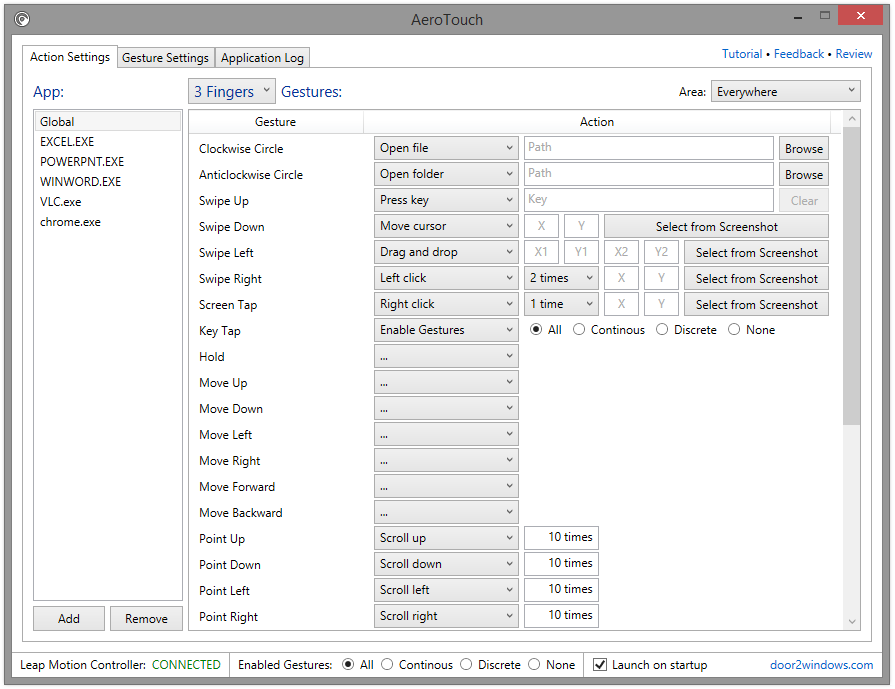 AeroTouch
Action Settings Gesture Settings Application Log
Tutorial • Feedback • Review
App: 3 Fingers Gestures: Area: Everywhere
Global
EXCEL.EXE
POWERPNT.EXE
WINWORD.EXE
VLC.exe
chrome.exe
Add Remove
Gesture Action
Clockwise Circle Open file Path Browse
Anticlockwise Circle Open folder Path Browse
Swipe Up Press key Key Clear
Swipe Down Move cursor X Y Select from Screenshot
Swipe Left Drag and drop X1 Y1 X2 Y2 Select from Screenshot
Swipe Right Left click 2 times X Y Select from Screenshot
Screen Tap Right click 1 time X Y Select from Screenshot
Key Tap Enable Gestures All Continous Discrete None
Hold ...
Move Up ...
Move Down ...
Move Left ...
Move Right ...
Move Forward ...
Move Backward ...
Point Up Scroll up 10 times
Point Down Scroll down 10 times
Point Left Scroll left 10 times
Point Right Scroll right 10 times
Leap Motion Controller: CONNECTED Enabled Gestures: All Continous Discrete None Launch on startup door2windows.com